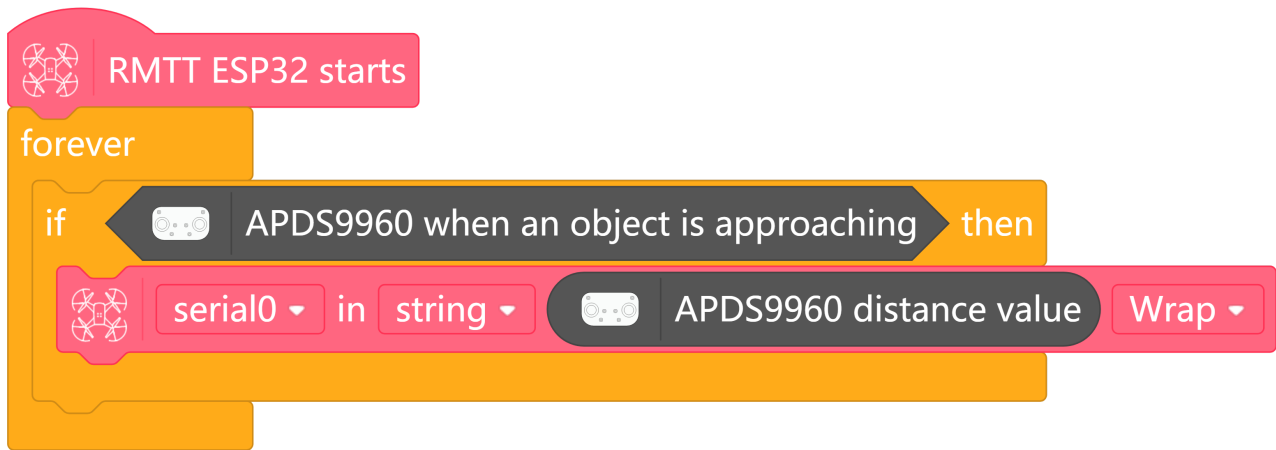 RMTT ESP32 starts
forever
if APDS9960 when an object is approaching then
serial0 in string APDS9960 distance value Wrap